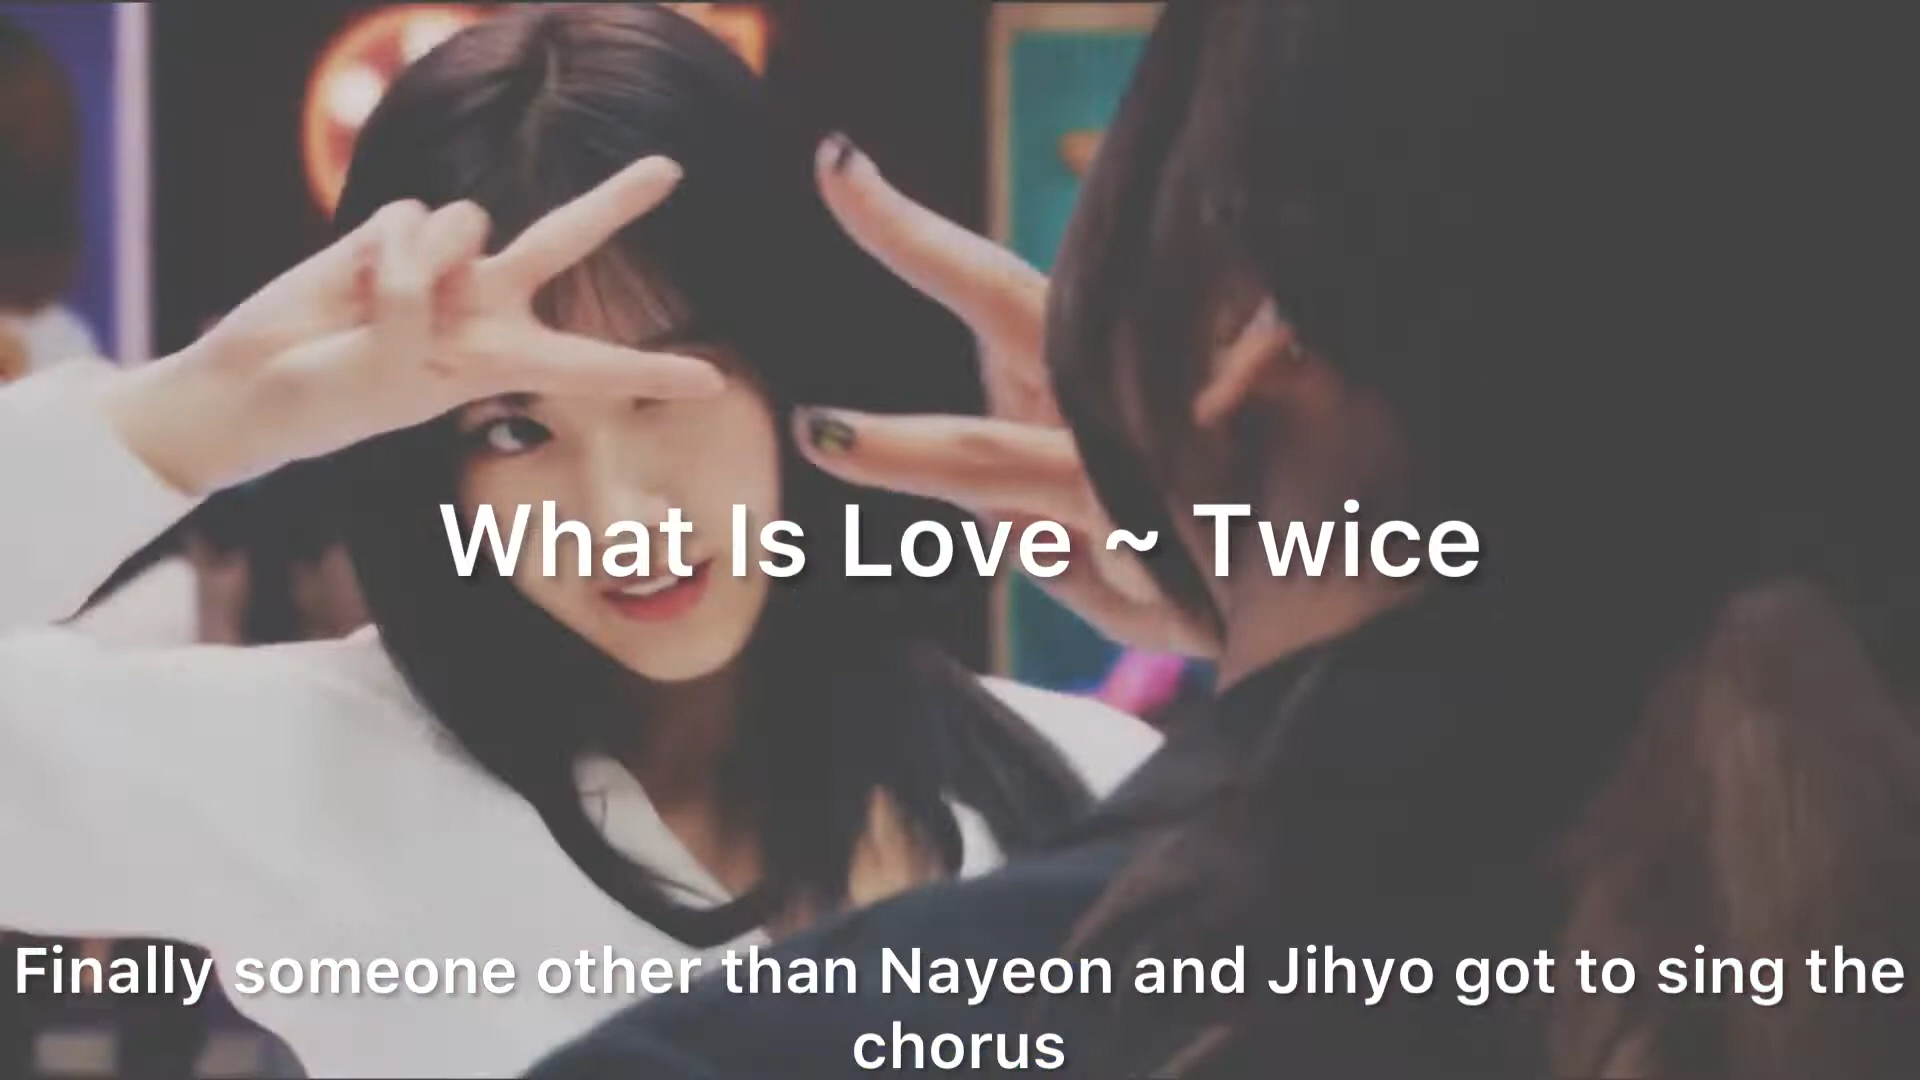 What Is Love ~ Twice
Finally someone other than Nayeon and Jihyo got to sing the
chorus